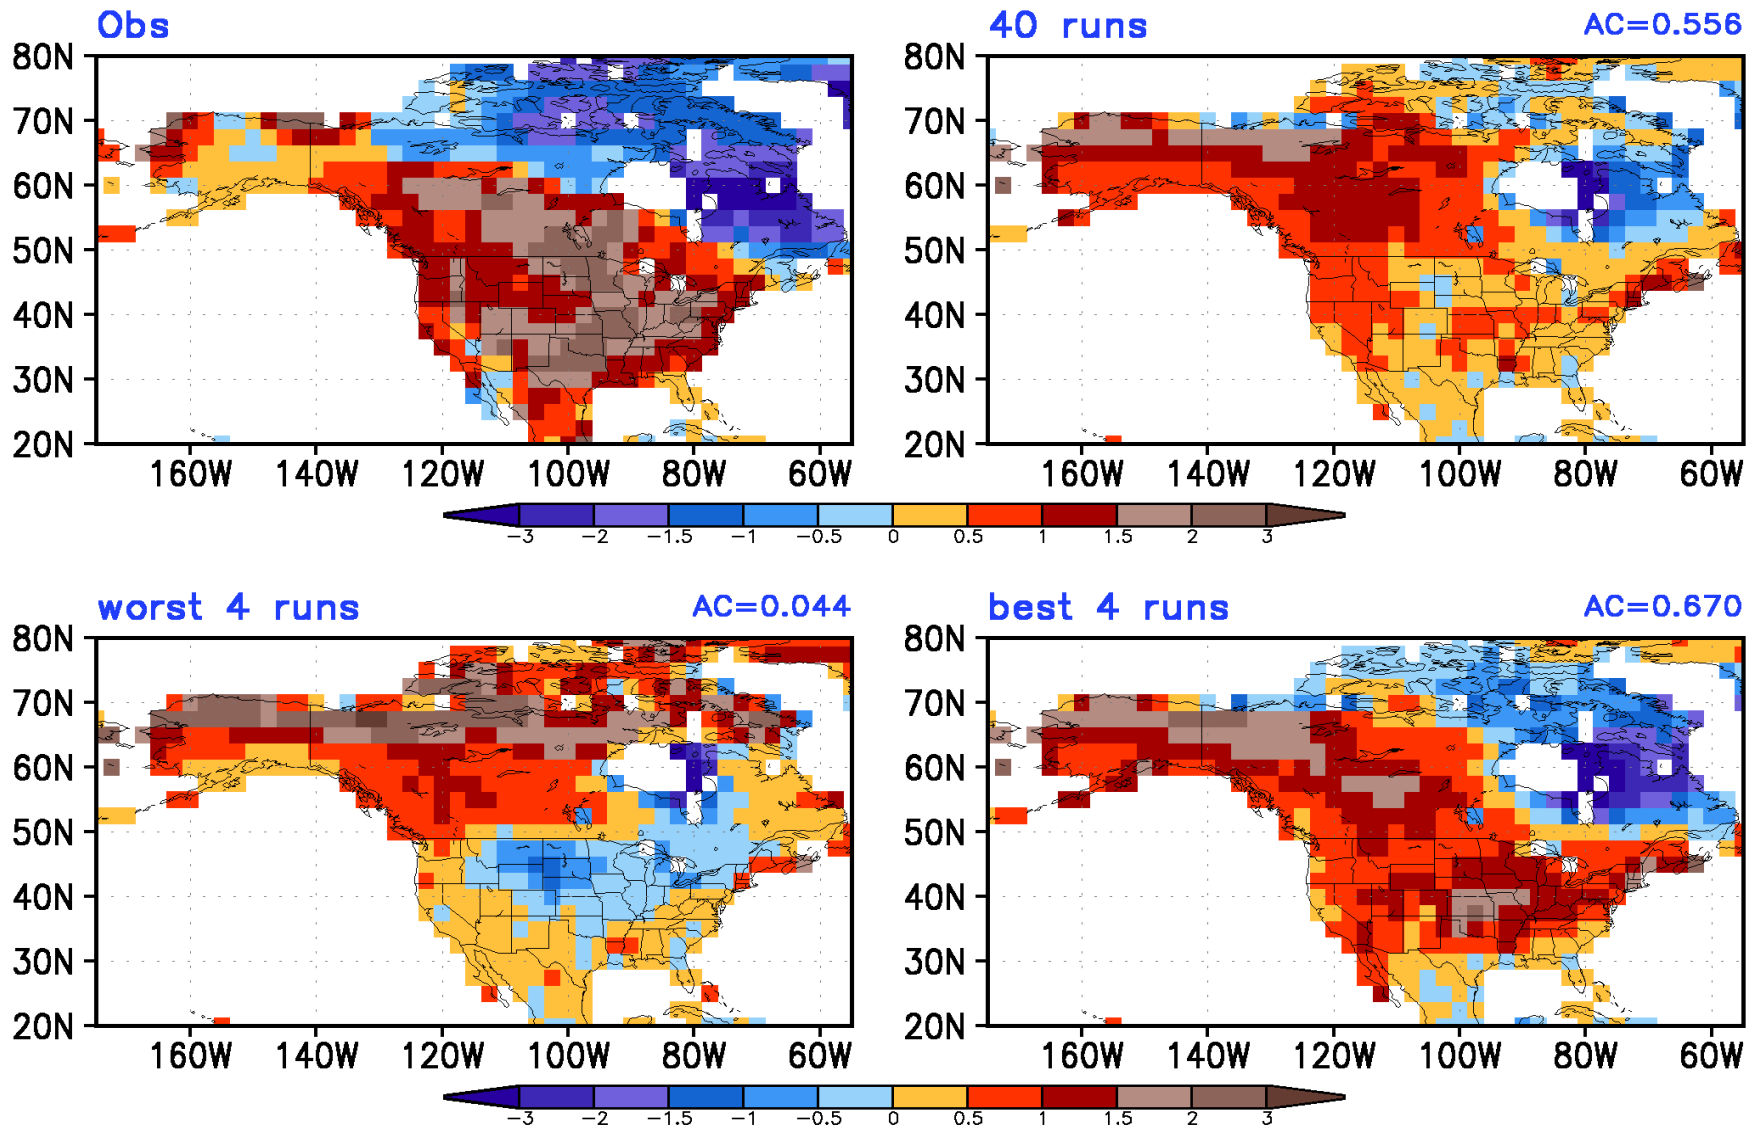 Obs
40 runs AC=0.556
80N 80N
70N 70N
60N 60N
50N 50N
40N 40N
30N 30N
20N 20N
160W 140W 120W 100W 80W 60W 160W 140W 120W 100W 80W 60W
-3 -2 -1.5 -1 -0.5 0 0.5 1 1.5 2 3
worst 4 runs AC=0.044
best 4 runs AC=0.670
80N 80N
70N 70N
60N 60N
50N 50N
40N 40N
30N 30N
20N 20N
160W 140W 120W 100W 80W 60W 160W 140W 120W 100W 80W 60W
-3 -2 -1.5 -1 -0.5 0 0.5 1 1.5 2 3